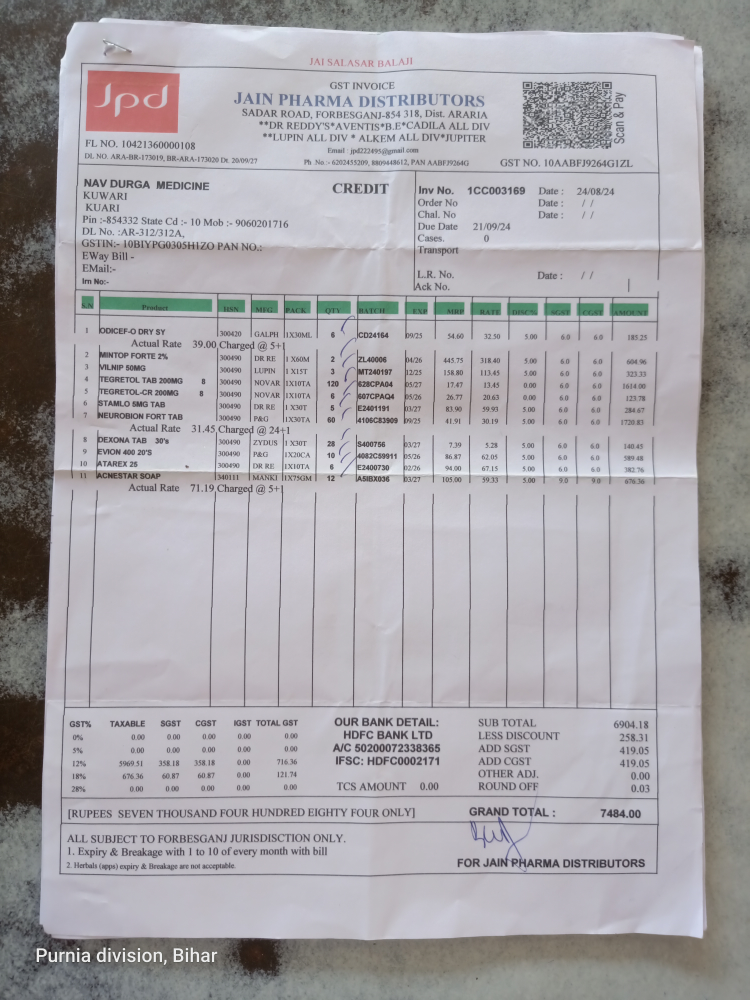 JAI SALASAR BALAJI
Jpd
GST INVOICE
JAIN PHARMA DISTRIBUTORS
SADAR ROAD, FORBESGANJ-854 318, Dist. ARARIA
**DR REDDY'S*AVENTIS*B.E*CADILA ALL DIV
**LUPIN ALL DIV * ALKEM ALL DIV*JUPITER
Email : jpd222495@gmail.com
FL NO. 10421360000108
DL NO. ARA-BR-173019, BR-ARA-173020 Dt. 20/09/27
Ph No :- 6202455209, 8809448612, PAN AABFJ9264G
GST NO. 10AABFJ9264G1ZL
Scan & Pay
NAV DURGA MEDICINE CREDIT
KUWARI
KUARI
Pin :-854332 State Cd :- 10 Mob :- 9060201716
DL No. :AR-312/312A,
GSTIN:- 10BIYPG0305H1ZO PAN NO.:
EWay Bill -
EMail:-
Irn No:-
Inv No. 1CC003169 Date : 24/08/24
Order No Date : / /
Chal. No Date : / /
Due Date 21/09/24
Cases. 0
Transport
L.R. No. Date : / /
Ack No.
S.N Product HSN MFG PACK QTY BATCH EXP MRP RATE DISC% SGST CGST AMOUNT
1 ODICEF-O DRY SY 300420 GALPH 1X30ML 6 CD24164 09/25 54.60 32.50 5.00 6.0 6.0 185.25
Actual Rate 39.00 Charged @ 5+1
2 MINTOP FORTE 2% 300490 DR RE 1 X60M 2 ZL40006 04/26 445.75 318.40 5.00 6.0 6.0 604.96
3 VILNIP 50MG 300490 LUPIN 1 X15T 3 MT240197 12/25 158.80 113.45 5.00 6.0 6.0 323.33
4 TEGRETOL TAB 200MG 8 300490 NOVAR 1X10TA 120 628CPA04 05/27 17.47 13.45 0.00 6.0 6.0 1614.00
5 TEGRETOL-CR 200MG 8 300490 NOVAR 1X10TA 6 607CPAQ4 05/26 26.77 20.63 0.00 6.0 6.0 123.78
6 STAMLO 5MG TAB 300490 DR RE 1 X30T 5 E2401191 03/27 83.90 59.93 5.00 6.0 6.0 284.67
7 NEUROBION FORT TAB 300490 P&G 1X30TA 60 4106C83909 09/25 41.91 30.19 5.00 6.0 6.0 1720.83
Actual Rate 31.45 Charged @ 24+1
8 DEXONA TAB 30's 300490 ZYDUS 1 X30T 28 S400756 03/27 7.39 5.28 5.00 6.0 6.0 140.45
9 EVION 400 20'S 300490 P&G 1X20CA 10 4082C59911 05/26 86.87 62.05 5.00 6.0 6.0 589.48
10 ATAREX 25 300490 DR RE 1X10TA 6 E2400730 02/26 94.00 67.15 5.00 6.0 6.0 382.76
11 ACNESTAR SOAP 340111 MANKI 1X75GM 12 A5IBX036 03/27 105.00 59.33 5.00 9.0 9.0 676.36
Actual Rate 71.19 Charged @ 5+1
GST% TAXABLE SGST CGST IGST TOTAL GST
0% 0.00 0.00 0.00 0.00 0.00
5% 0.00 0.00 0.00 0.00 0.00
12% 5969.51 358.18 358.18 0.00 716.36
18% 676.36 60.87 60.87 0.00 121.74
28% 0.00 0.00 0.00 0.00 0.00
OUR BANK DETAIL:
HDFC BANK LTD
A/C 50200072338365
IFSC: HDFC0002171
TCS AMOUNT 0.00
SUB TOTAL 6904.18
LESS DISCOUNT 258.31
ADD SGST 419.05
ADD CGST 419.05
OTHER ADJ. 0.00
ROUND OFF 0.03
[RUPEES SEVEN THOUSAND FOUR HUNDRED EIGHTY FOUR ONLY] GRAND TOTAL : 7484.00
ALL SUBJECT TO FORBESGANJ JURISDISCTION ONLY.
1. Expiry & Breakage with 1 to 10 of every month with bill
2. Herbals (apps) expiry & Breakage are not acceptable.
FOR JAIN PHARMA DISTRIBUTORS
Purnia division, Bihar